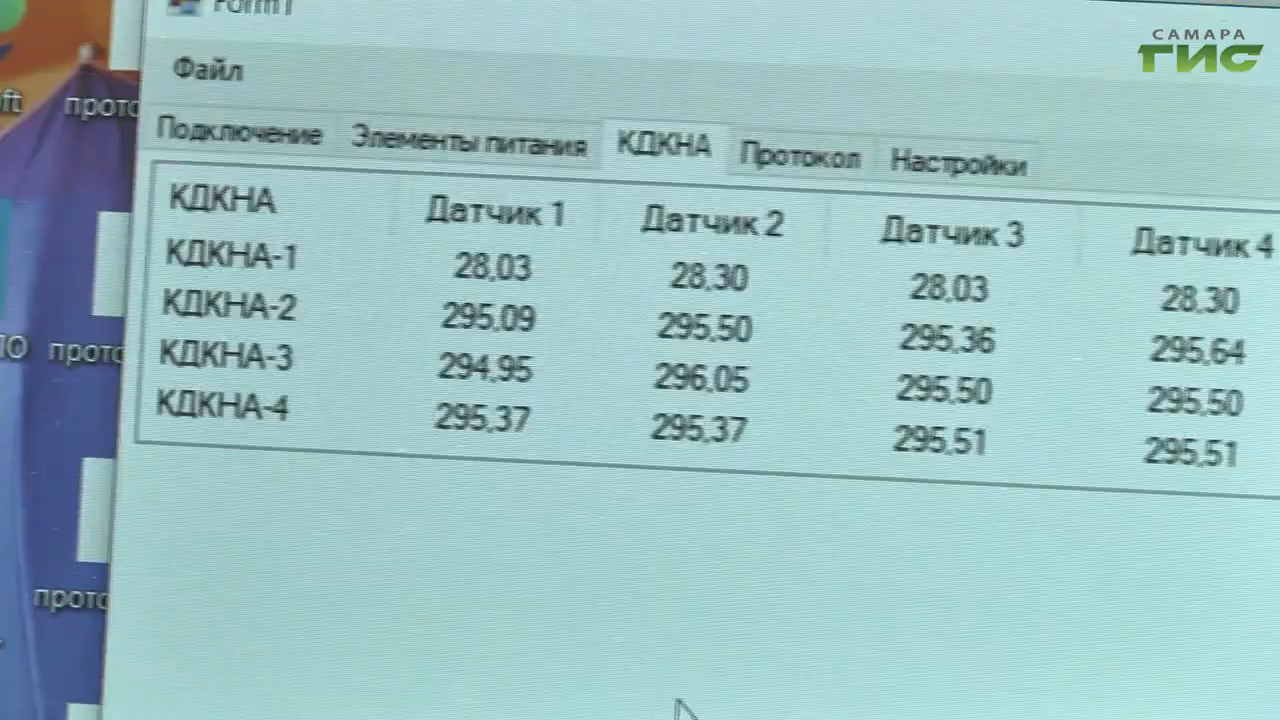 Form1
САМАРА
ГИС
Файл
Подключение Элементы питания КДКНА Протокол Настройки
КДКНА Датчик 1 Датчик 2 Датчик 3 Датчик 4
КДКНА-1 28,03 28,30 28,03 28,30
КДКНА-2 295,09 295,50 295,36 295,64
КДКНА-3 294,95 296,05 295,50 295,50
КДКНА-4 295,37 295,37 295,51 295,51
oft
прото
ПО
прото
прото